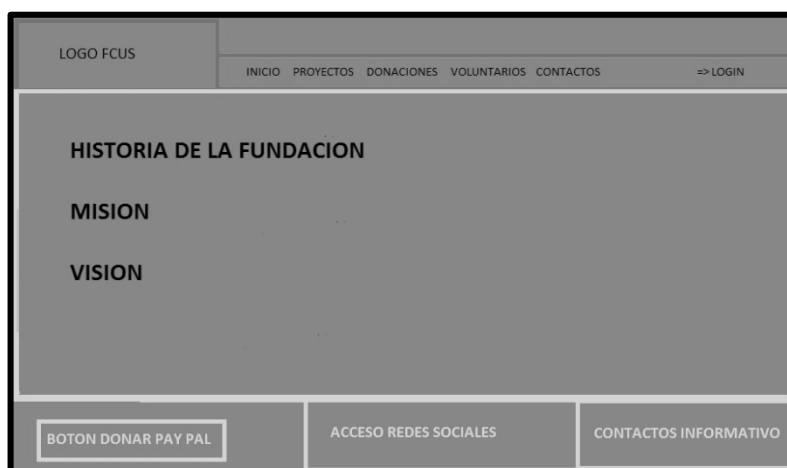 LOGO FCUS
INICIO PROYECTOS DONACIONES VOLUNTARIOS CONTACTOS => LOGIN
HISTORIA DE LA FUNDACION
MISION
VISION
BOTON DONAR PAY PAL
ACCESO REDES SOCIALES
CONTACTOS INFORMATIVO